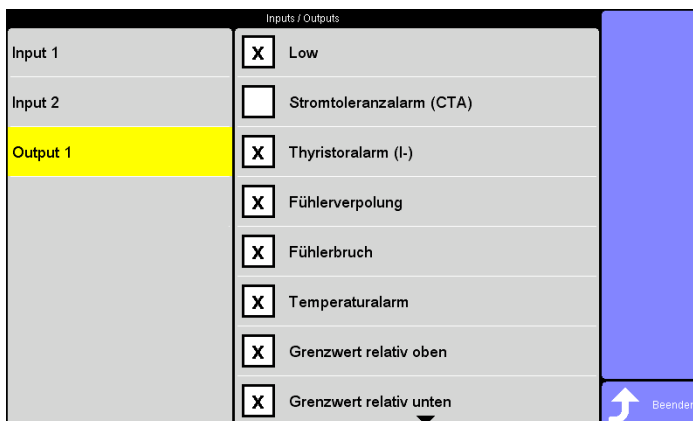 Inputs / Outputs
Input 1
Input 2
Output 1
X Low
Stromtoleranzalarm (CTA)
X Thyristoralarm (I-)
X Fühlerverpolung
X Fühlerbruch
X Temperaturalarm
X Grenzwert relativ oben
X Grenzwert relativ unten
Beenden